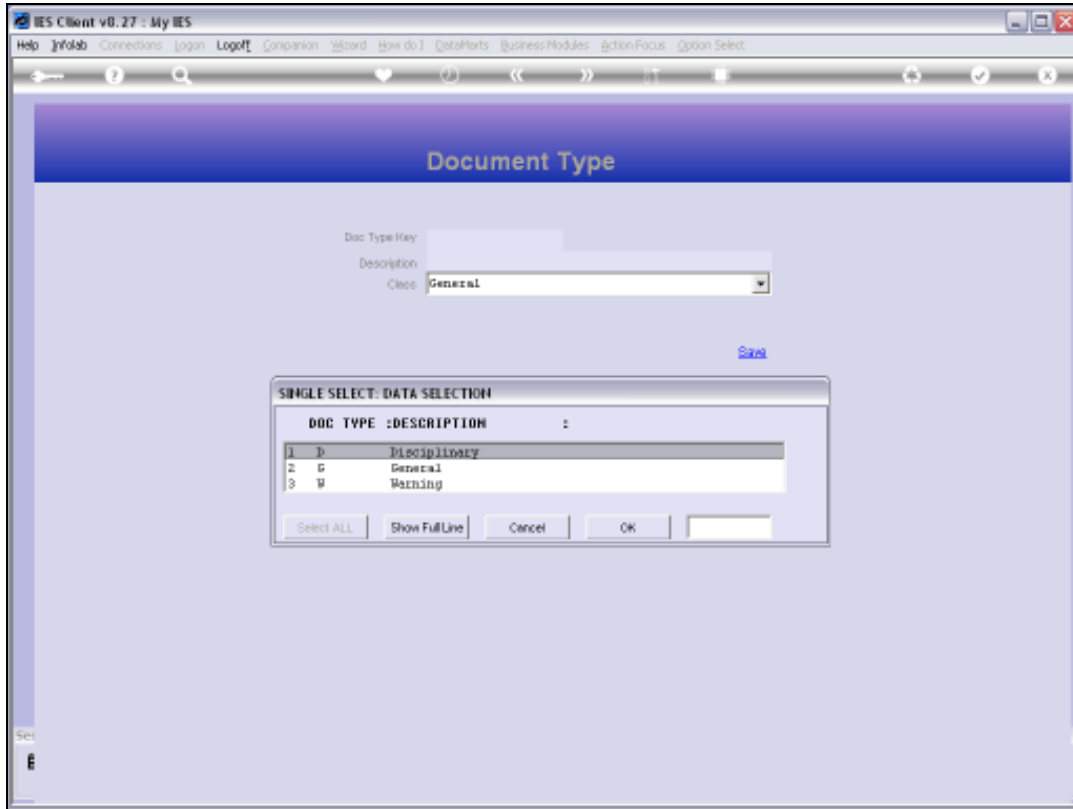 IES Client v8.27 : My IES
Help Infolab Connections Logon Logoff Companion Wizard How do I DataMarts Business Modules Action Focus Option Select
Document Type
Doc Type Key
Description
Class General
Save
SINGLE SELECT: DATA SELECTION
DOC TYPE :DESCRIPTION :
1 D Disciplinary
2 G General
3 W Warning
Select ALL Show Full Line Cancel OK